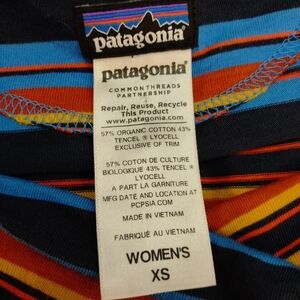 patagonia®
patagonia®
COMMON THREADS
PARTNERSHIP
Repair, Reuse, Recycle
This Product
www.patagonia.com
57% ORGANIC COTTON 43%
TENCEL ® LYOCELL
EXCLUSIVE OF TRIM
57% COTON DE CULTURE
BIOLOGIQUE 43% TENCEL ®
LYOCELL
A PART LA GARNITURE
MFG DATE AND LOCATION AT
PCPSIA.COM
MADE IN VIETNAM
FABRIQUÉ AU VIETNAM
WOMEN'S
XS